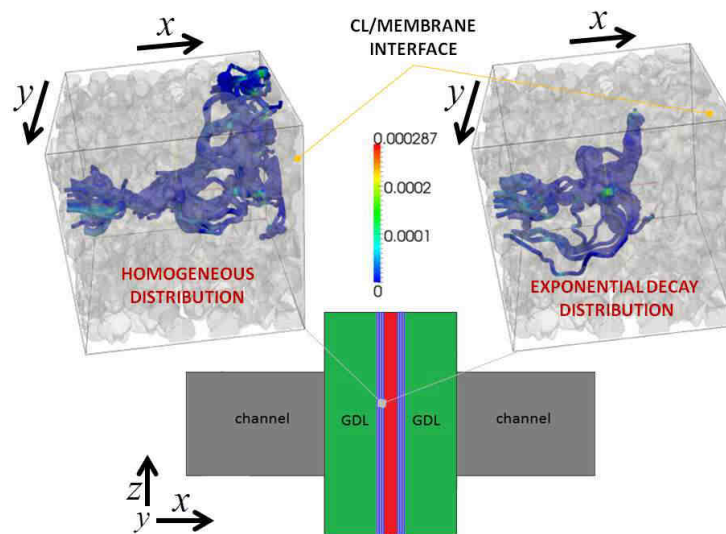 x
y
CL/MEMBRANE
INTERFACE
x
y
0.000287
0.0002
0.0001
0
HOMOGENEOUS
DISTRIBUTION
EXPONENTIAL DECAY
DISTRIBUTION
channel
GDL
GDL
channel
z
y
x